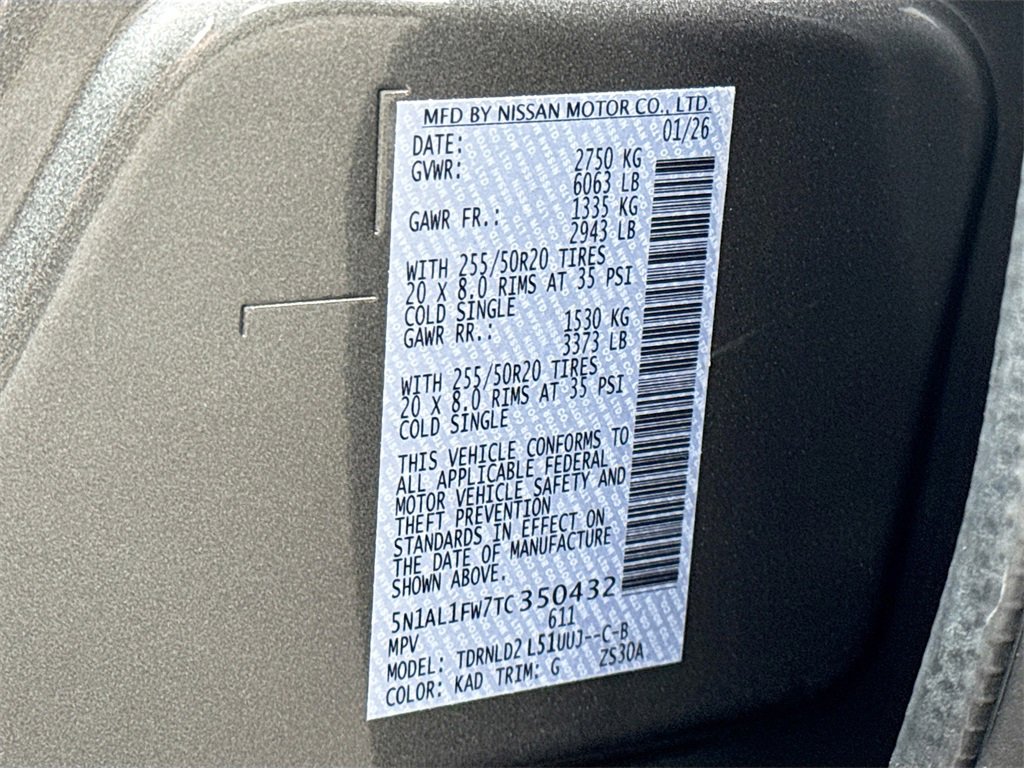 MFD BY NISSAN MOTOR CO., LTD.
DATE: 01/26
GVWR: 2750 KG
6063 LB
GAWR FR.: 1335 KG
2943 LB
WITH 255/50R20 TIRES
20 X 8.0 RIMS AT 35 PSI
COLD SINGLE
GAWR RR.: 1530 KG
3373 LB
WITH 255/50R20 TIRES
20 X 8.0 RIMS AT 35 PSI
COLD SINGLE
THIS VEHICLE CONFORMS TO
ALL APPLICABLE FEDERAL
MOTOR VEHICLE SAFETY AND
THEFT PREVENTION
STANDARDS IN EFFECT ON
THE DATE OF MANUFACTURE
SHOWN ABOVE.
5N1AL1FW7TC350432
MPV 611
MODEL: TDRNLD2 L51UUJ--C-B
COLOR: KAD TRIM: G ZS30A